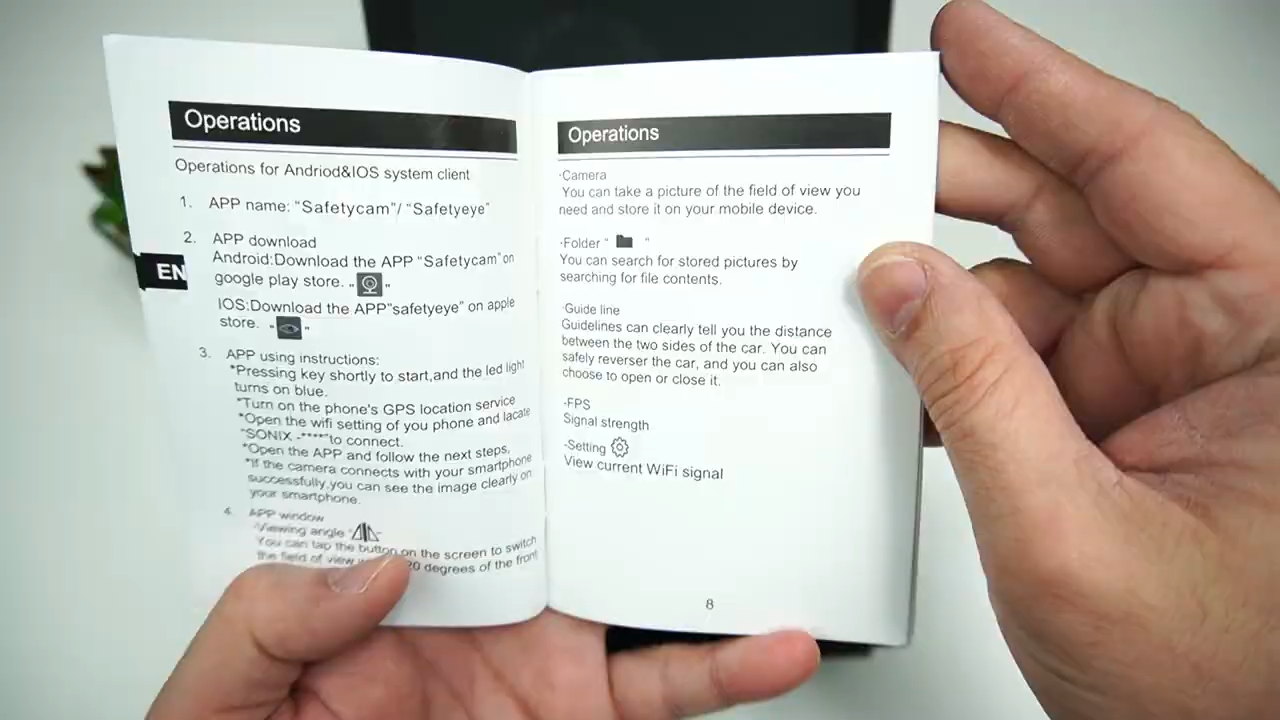 Operations
Operations for Andriod&IOS system client
1. APP name: “Safetycam”/ “Safetyeye”
2. APP download
Android:Download the APP “Safetycam” on
google play store. „ “
IOS:Download the APP"safetyeye" on apple
store. „ “
EN
3. APP using instructions:
*Pressing key shortly to start,and the led light
turns on blue.
*Turn on the phone's GPS location service
*Open the wifi setting of you phone and lacate
"SONIX -****"to connect.
*Open the APP and follow the next steps,
*If the camera connects with your smartphone
successfully,you can see the image clearly on
your smartphone.
4. APP window
·Viewing angle "
You can tap the button on the screen to switch
the field of view 20 degrees of the front
Operations
·Camera
You can take a picture of the field of view you
need and store it on your mobile device.
·Folder “ ”
You can search for stored pictures by
searching for file contents.
·Guide line
Guidelines can clearly tell you the distance
between the two sides of the car. You can
safely reverser the car, and you can also
choose to open or close it.
·FPS
Signal strength
·Setting
View current WiFi signal
8